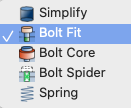 Simplify
Bolt Fit
Bolt Core
Bolt Spider
Spring